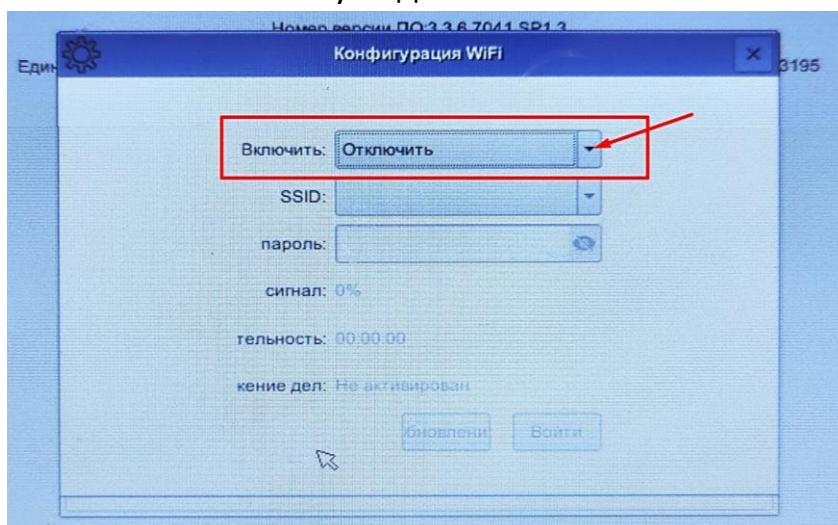 Номер версии ПО:3.3.6.7041.SP1.3
Един
3195
Конфигурация WiFi
Включить: Отключить
SSID:
пароль:
сигнал: 0%
тельность: 00:00:00
жение дел: Не активирован
бновлени Войти